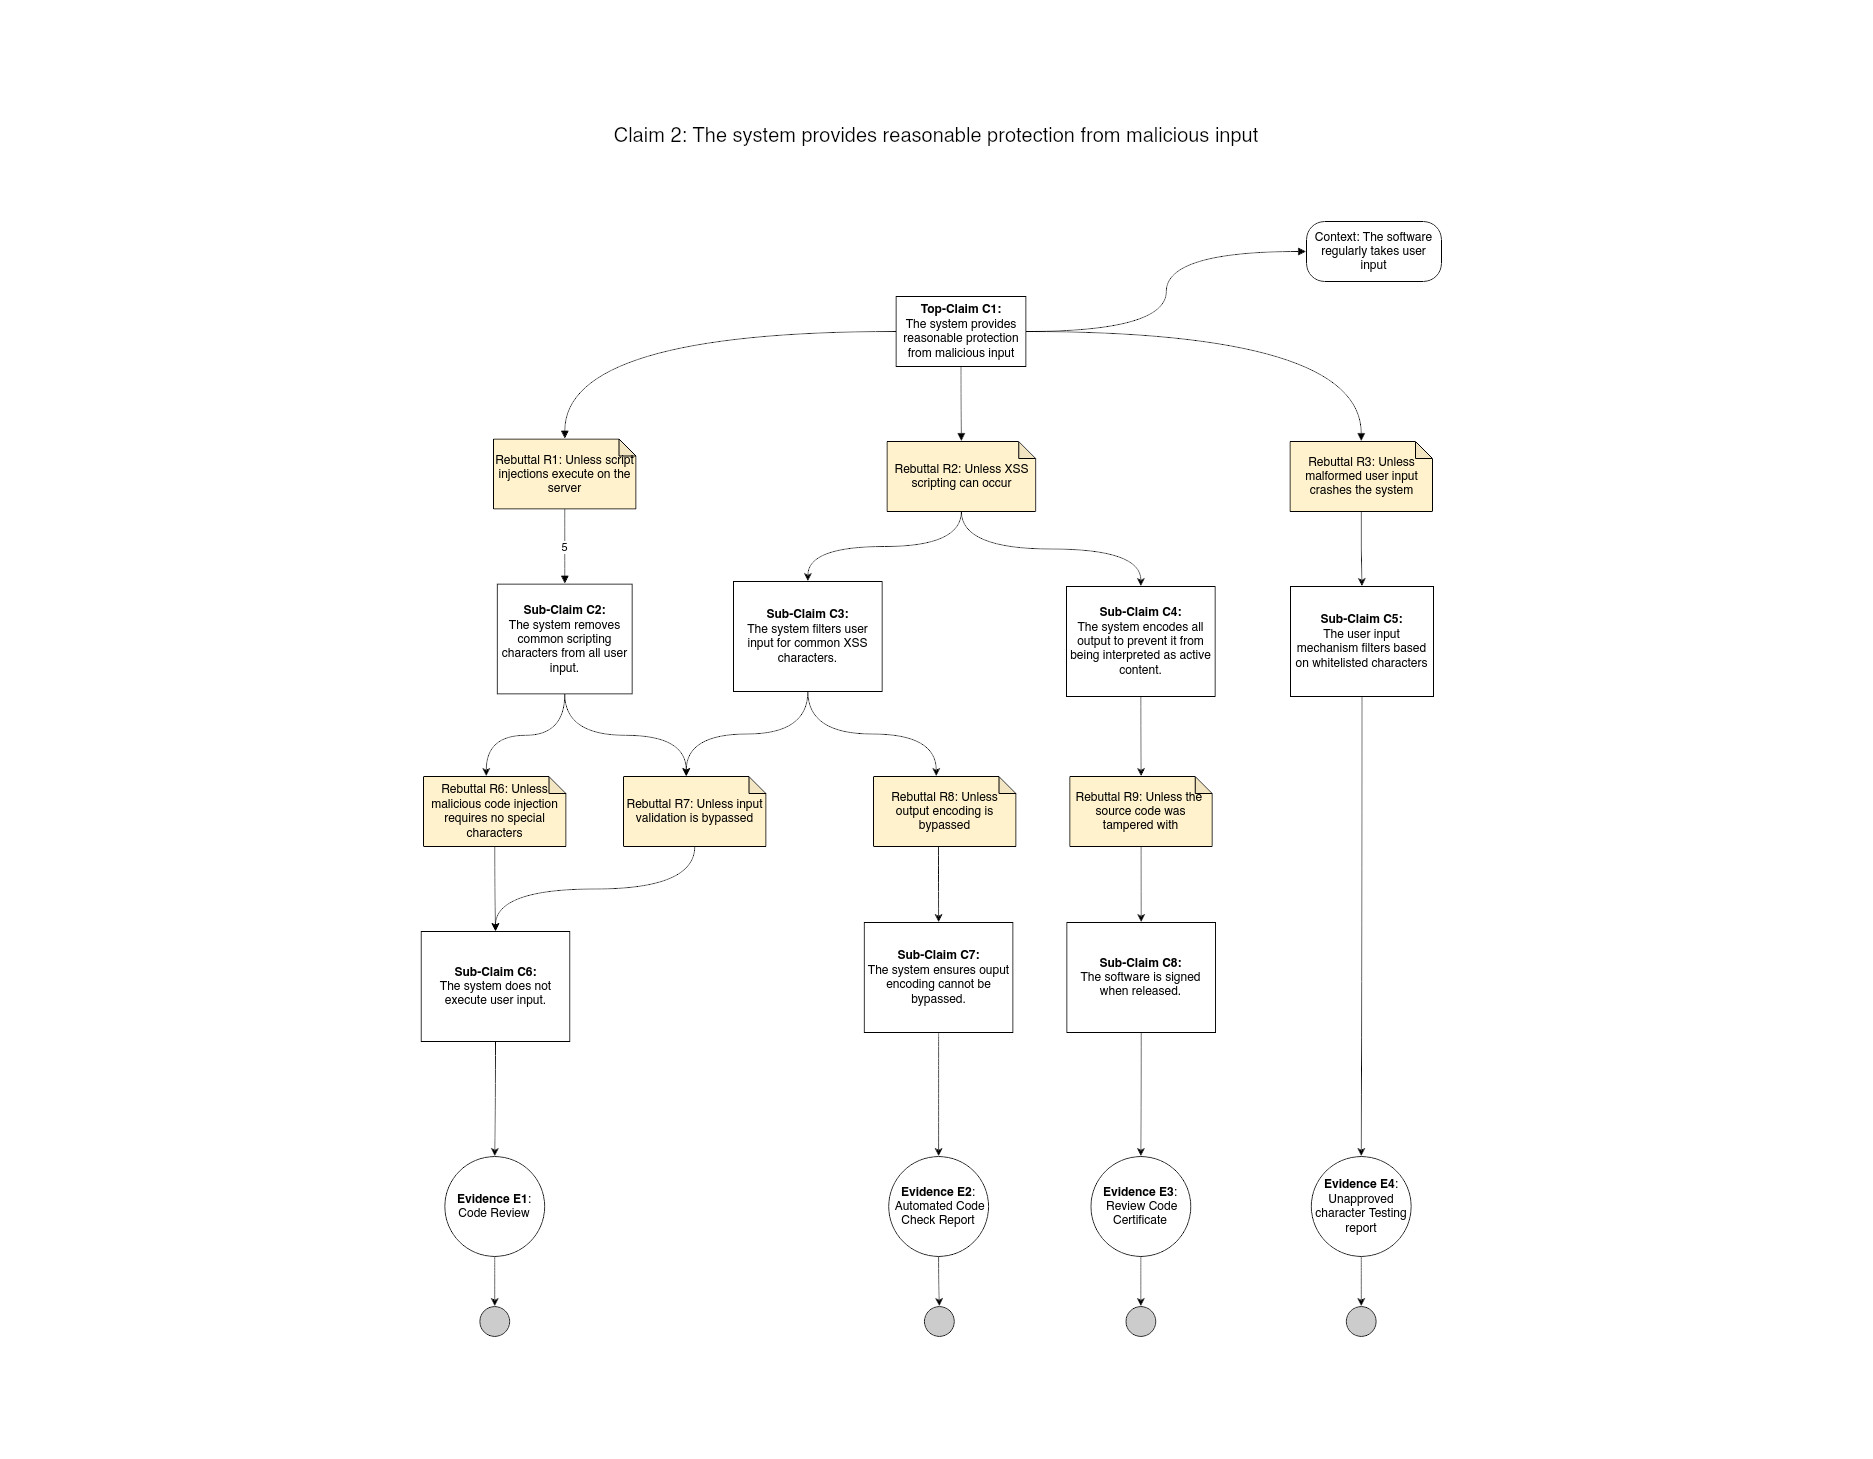 Claim 2: The system provides reasonable protection from malicious input
Context: The software
regularly takes user
input
Top-Claim C1:
The system provides
reasonable protection
from malicious input
Rebuttal R1: Unless script
injections execute on the
server
Rebuttal R2: Unless XSS
scripting can occur
Rebuttal R3: Unless
malformed user input
crashes the system
5
Sub-Claim C2:
The system removes
common scripting
characters from all user
input.
Sub-Claim C3:
The system filters user
input for common XSS
characters.
Sub-Claim C4:
The system encodes all
output to prevent it from
being interpreted as active
content.
Sub-Claim C5:
The user input
mechanism filters based
on whitelisted characters
Rebuttal R6: Unless
malicious code injection
requires no special
characters
Rebuttal R7: Unless input
validation is bypassed
Rebuttal R8: Unless
output encoding is
bypassed
Rebuttal R9: Unless the
source code was
tampered with
Sub-Claim C6:
The system does not
execute user input.
Sub-Claim C7:
The system ensures ouput
encoding cannot be
bypassed.
Sub-Claim C8:
The software is signed
when released.
Evidence E1:
Code Review
Evidence E2:
Automated Code
Check Report
Evidence E3:
Review Code
Certificate
Evidence E4:
Unapproved
character Testing
report